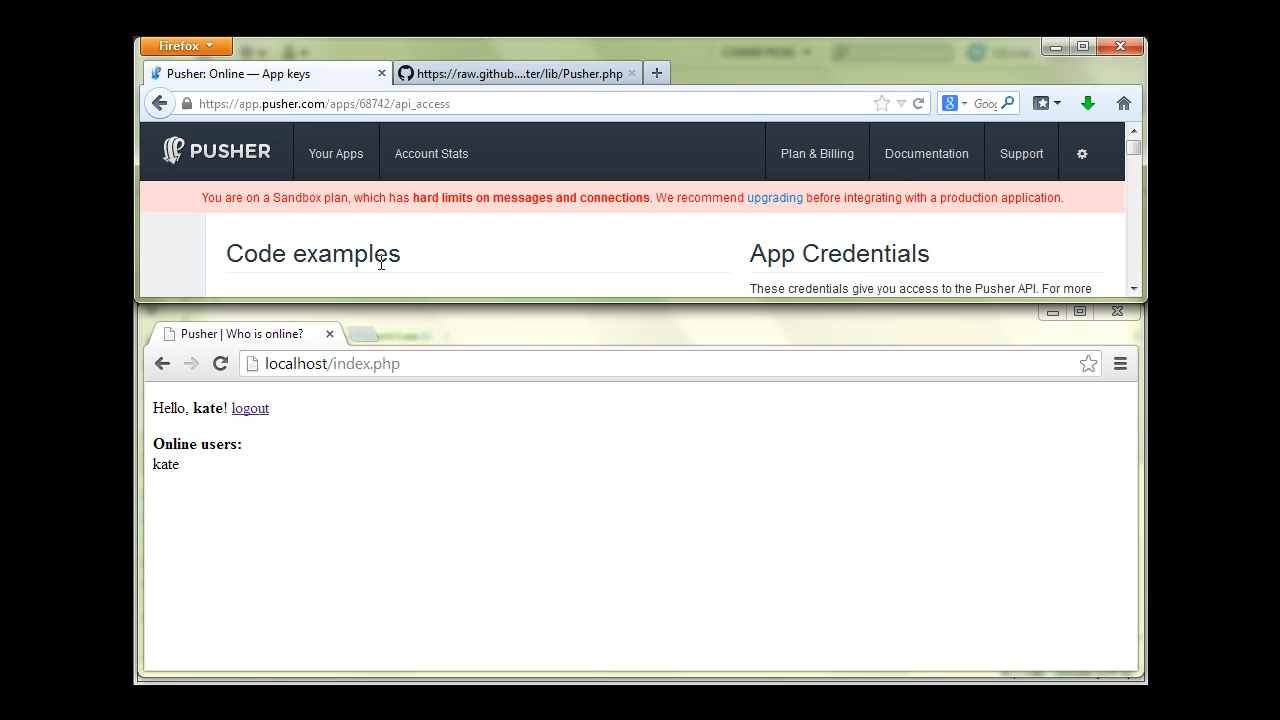 Firefox
Pusher: Online — App keys
https://raw.github....ter/lib/Pusher.php
https://app.pusher.com/apps/68742/api_access
Goog
PUSHER
Your Apps
Account Stats
Plan & Billing
Documentation
Support
You are on a Sandbox plan, which has hard limits on messages and connections. We recommend upgrading before integrating with a production application.
Code examples
App Credentials
These credentials give you access to the Pusher API. For more
Pusher | Who is online?
localhost/index.php
Hello, kate! logout
Online users:
kate